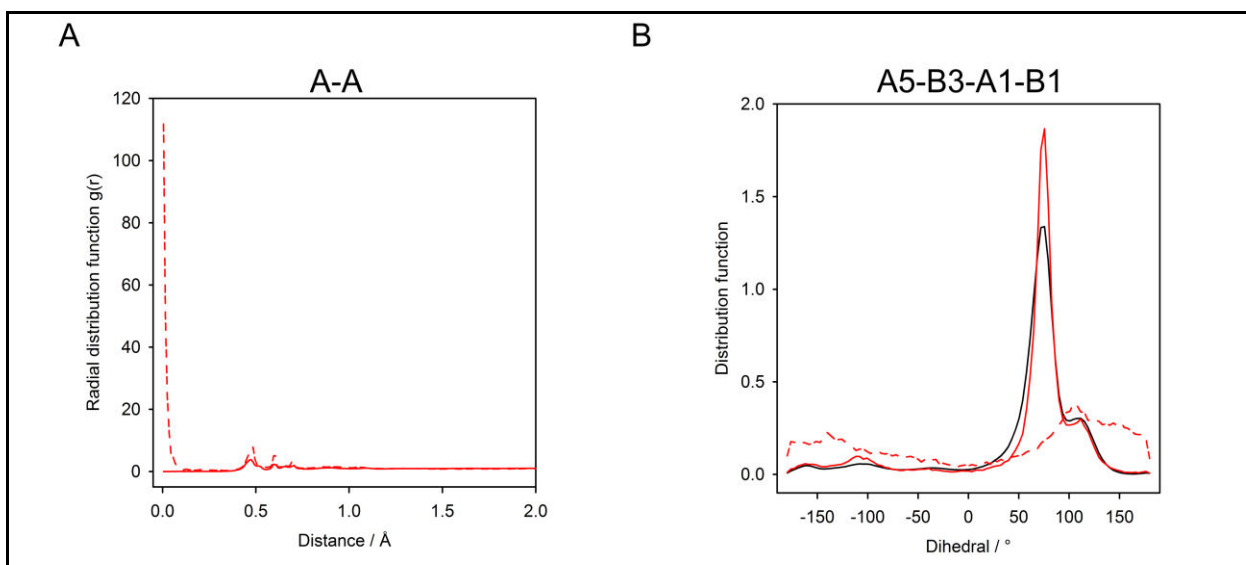 A
B
A-A
A5-B3-A1-B1
Radial distribution function g(r)
120
100
80
60
40
20
0
0.0 0.5 1.0 1.5 2.0
Distance / Å
Distribution function
2.0
1.5
1.0
0.5
0.0
-150 -100 -50 0 50 100 150
Dihedral / °